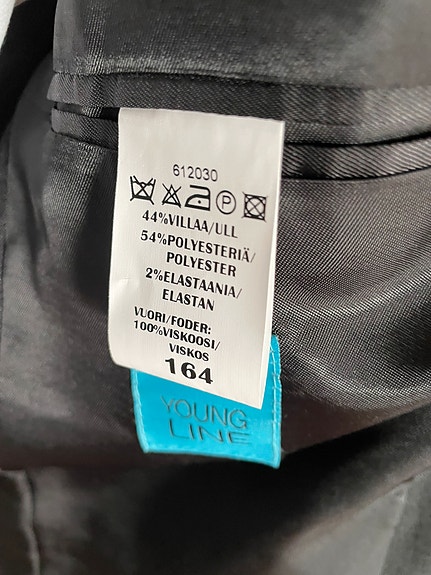 612030
P
44%VILLAA/ULL
54%POLYESTERIÄ/
POLYESTER
2%ELASTAANIA/
ELASTAN
VUORI/FODER:
100%VISKOOSI/
VISKOS
164
YOUNG
LINE